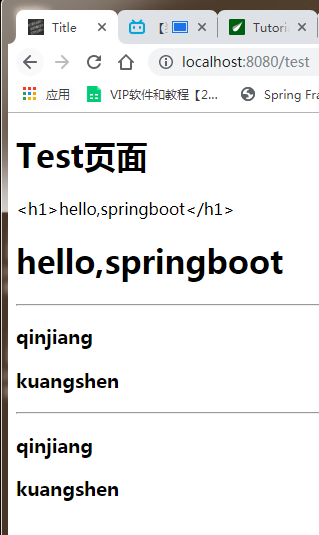 Title
Tutoria
localhost:8080/test
应用
VIP软件和教程【2...
Spring Fra
Test页面
<h1>hello,springboot</h1>
hello,springboot
qinjiang
kuangshen
qinjiang
kuangshen